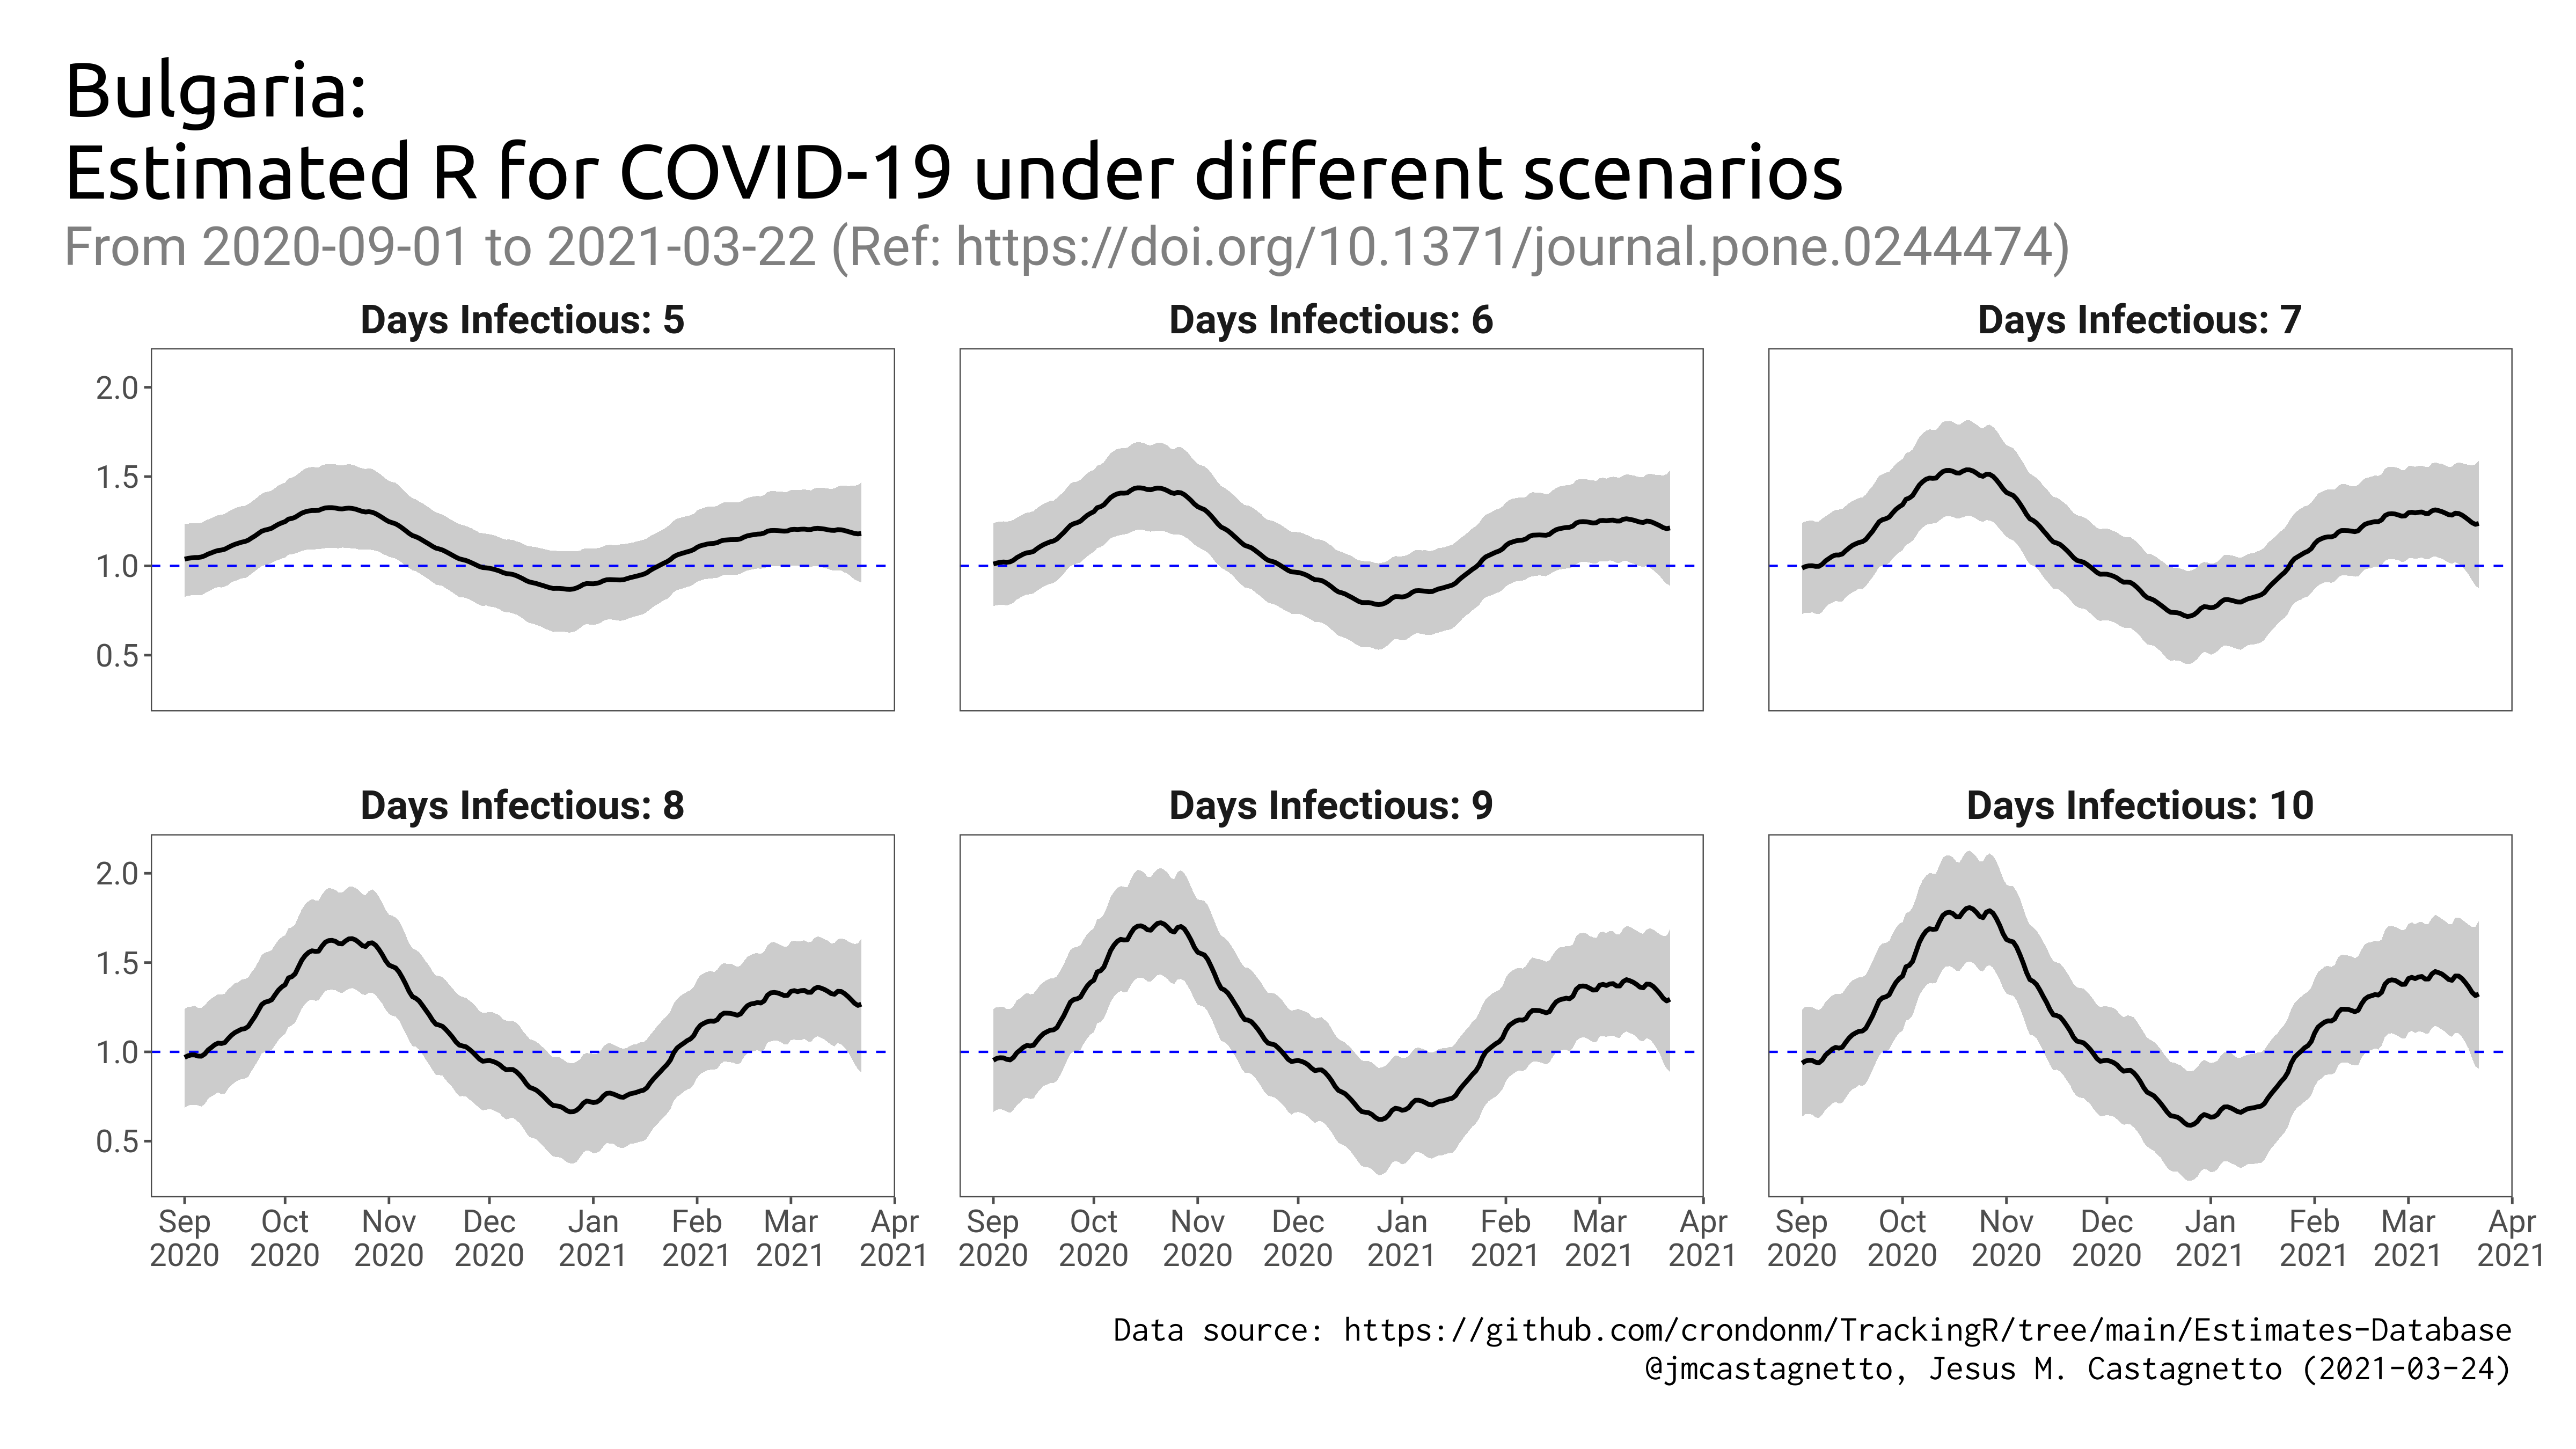 Bulgaria:
Estimated R for COVID-19 under different scenarios
From 2020-09-01 to 2021-03-22 (Ref: https://doi.org/10.1371/journal.pone.0244474)
Days Infectious: 5
Days Infectious: 6
Days Infectious: 7
2.0
1.5
1.0
0.5
Days Infectious: 8
Days Infectious: 9
Days Infectious: 10
2.0
1.5
1.0
0.5
Sep Oct Nov Dec Jan Feb Mar Apr
2020 2020 2020 2020 2021 2021 2021 2021
Sep Oct Nov Dec Jan Feb Mar Apr
2020 2020 2020 2020 2021 2021 2021 2021
Sep Oct Nov Dec Jan Feb Mar Apr
2020 2020 2020 2020 2021 2021 2021 2021
Data source: https://github.com/crondonm/TrackingR/tree/main/Estimates-Database
@jmcastagnetto, Jesus M. Castagnetto (2021-03-24)